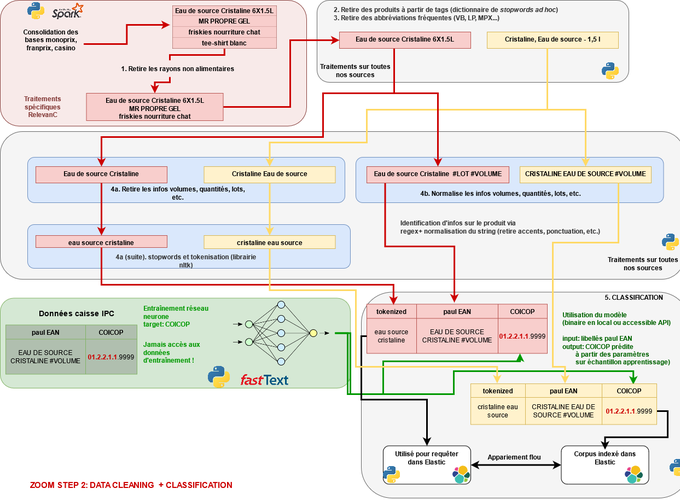 Spark
Consolidation des
bases monoprix,
franprix, casino
Eau de source Cristaline 6X1.5L
MR PROPRE GEL
friskies nourriture chat
tee-shirt blanc
1. Retire les rayons non alimentaires
Traitements
spécifiques
RelevanC
Eau de source Cristaline 6X1.5L
MR PROPRE GEL
friskies nourriture chat
2. Retire des produits à partir de tags (dictionnaire de stopwords ad hoc)
3. Retire des abbréviations fréquentes (VB, LP, MPX...)
Eau de source Cristaline 6X1.5L
Cristaline, Eau de source - 1,5 l
Traitements sur toutes
nos sources
Eau de source Cristaline
Cristaline Eau de source
4a. Retire les infos volumes, quantités, lots,
etc.
Eau de source Cristaline #LOT #VOLUME
CRISTALINE EAU DE SOURCE #VOLUME
4b. Normalise les infos volumes, quantités, lots, etc.
Identification d'infos sur le produit via
regex+ normalisation du string (retire accents, ponctuation, etc.)
eau source cristaline
cristaline eau source
4a (suite). stopwords et tokenisation (librairie
nltk)
Traitements sur toutes
nos sources
Données caisse IPC
paul EAN
COICOP
EAU DE SOURCE
CRISTALINE #VOLUME
01.2.2.1.1.9999
Entraînement réseau
neurone
target: COICOP
Jamais accès aux
données
d'entraînement !
fastText
5. CLASSIFICATION
tokenized
paul EAN
COICOP
eau source
cristaline
EAU DE SOURCE
CRISTALINE #VOLUME
01.2.2.1.1.9999
Utilisation du modèle
(binaire en local ou accessible API)
input: libellés paul EAN
output: COICOP prédite
à partir des paramètres
sur échantillon apprentissage)
tokenized
paul EAN
COICOP
cristaline eau
source
CRISTALINE EAU DE
SOURCE #VOLUME
01.2.2.1.1.9999
Utilisé pour requêter
dans Elastic
Appariement flou
Corpus indexé dans
Elastic
ZOOM STEP 2: DATA CLEANING + CLASSIFICATION